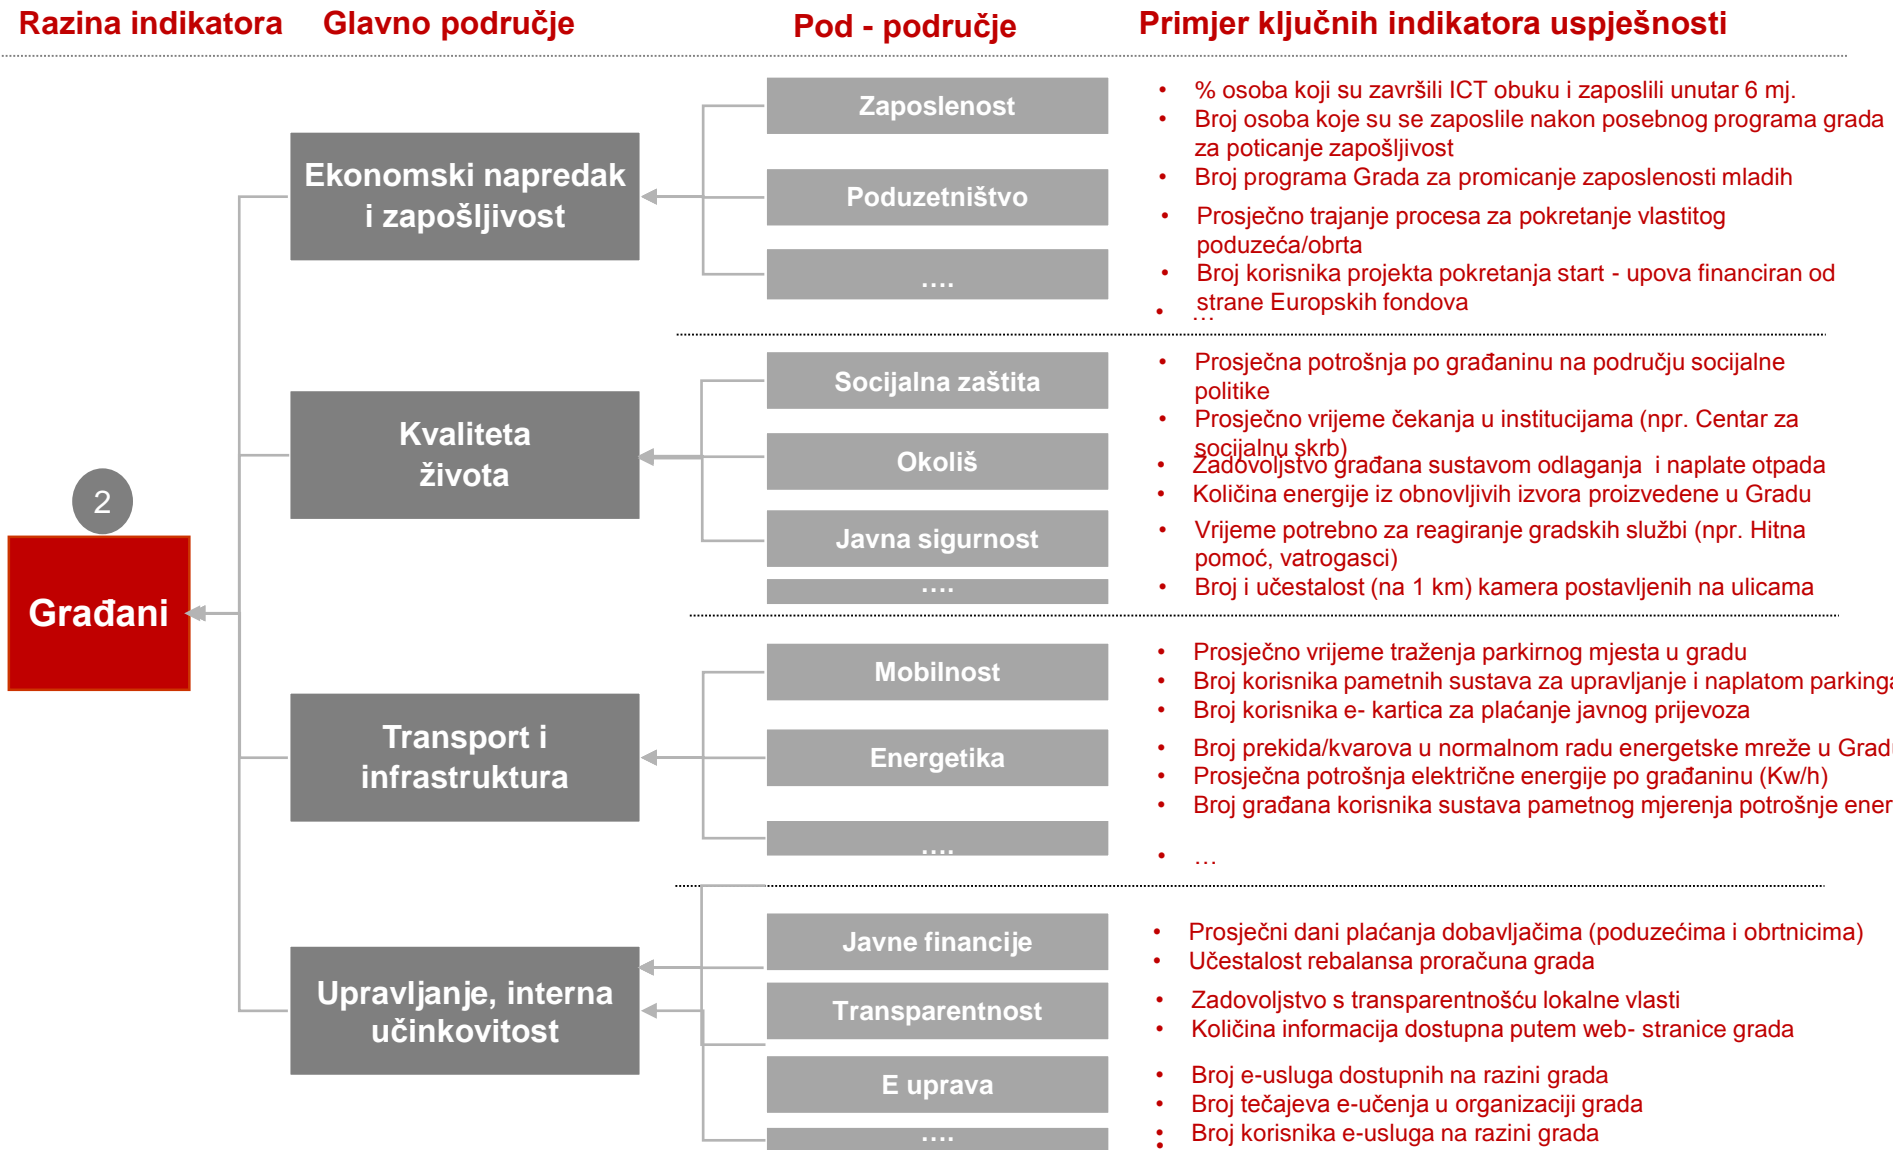 Razina indikatora Glavno područje Pod - područje Primjer ključnih indikatora uspješnosti
2
Građani
Ekonomski napredak
i zapošljivost
Zaposlenost
Poduzetništvo
....
• % osoba koji su završili ICT obuku i zaposlili unutar 6 mj.
• Broj osoba koje su se zaposlile nakon posebnog programa grada
za poticanje zapošljivost
• Broj programa Grada za promicanje zaposlenosti mladih
• Prosječno trajanje procesa za pokretanje vlastitog
poduzeća/obrta
• Broj korisnika projekta pokretanja start - upova financiran od
strane Europskih fondova
• …
Kvaliteta
života
Socijalna zaštita
Okoliš
Javna sigurnost
....
• Prosječna potrošnja po građaninu na području socijalne
politike
• Prosječno vrijeme čekanja u institucijama (npr. Centar za
socijalnu skrb)
• Zadovoljstvo građana sustavom odlaganja i naplate otpada
• Količina energije iz obnovljivih izvora proizvedene u Gradu
• Vrijeme potrebno za reagiranje gradskih službi (npr. Hitna
pomoć, vatrogasci)
• Broj i učestalost (na 1 km) kamera postavljenih na ulicama
Transport i
infrastruktura
Mobilnost
Energetika
....
• Prosječno vrijeme traženja parkirnog mjesta u gradu
• Broj korisnika pametnih sustava za upravljanje i naplatom parkinga
• Broj korisnika e- kartica za plaćanje javnog prijevoza
• Broj prekida/kvarova u normalnom radu energetske mreže u Gradu
• Prosječna potrošnja električne energije po građaninu (Kw/h)
• Broj građana korisnika sustava pametnog mjerenja potrošnje ener
• …
Upravljanje, interna
učinkovitost
Javne financije
Transparentnost
E uprava
....
• Prosječni dani plaćanja dobavljačima (poduzećima i obrtnicima)
• Učestalost rebalansa proračuna grada
• Zadovoljstvo s transparentnošću lokalne vlasti
• Količina informacija dostupna putem web- stranice grada
• Broj e-usluga dostupnih na razini grada
• Broj tečajeva e-učenja u organizaciji grada
• Broj korisnika e-usluga na razini grada
•